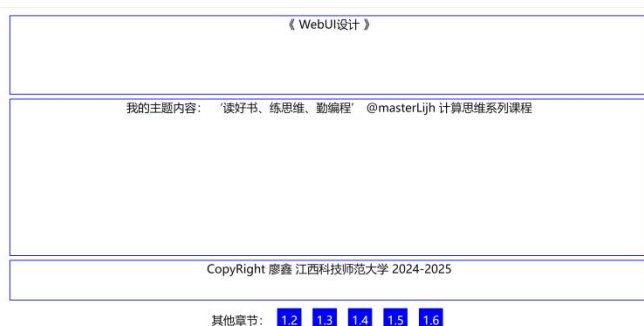 《 WebUI设计 》
我的主题内容： ‘读好书、练思维、勤编程’ @masterLijh 计算思维系列课程
CopyRight 廖鑫 江西科技师范大学 2024-2025
其他章节： 1.2 1.3 1.4 1.5 1.6